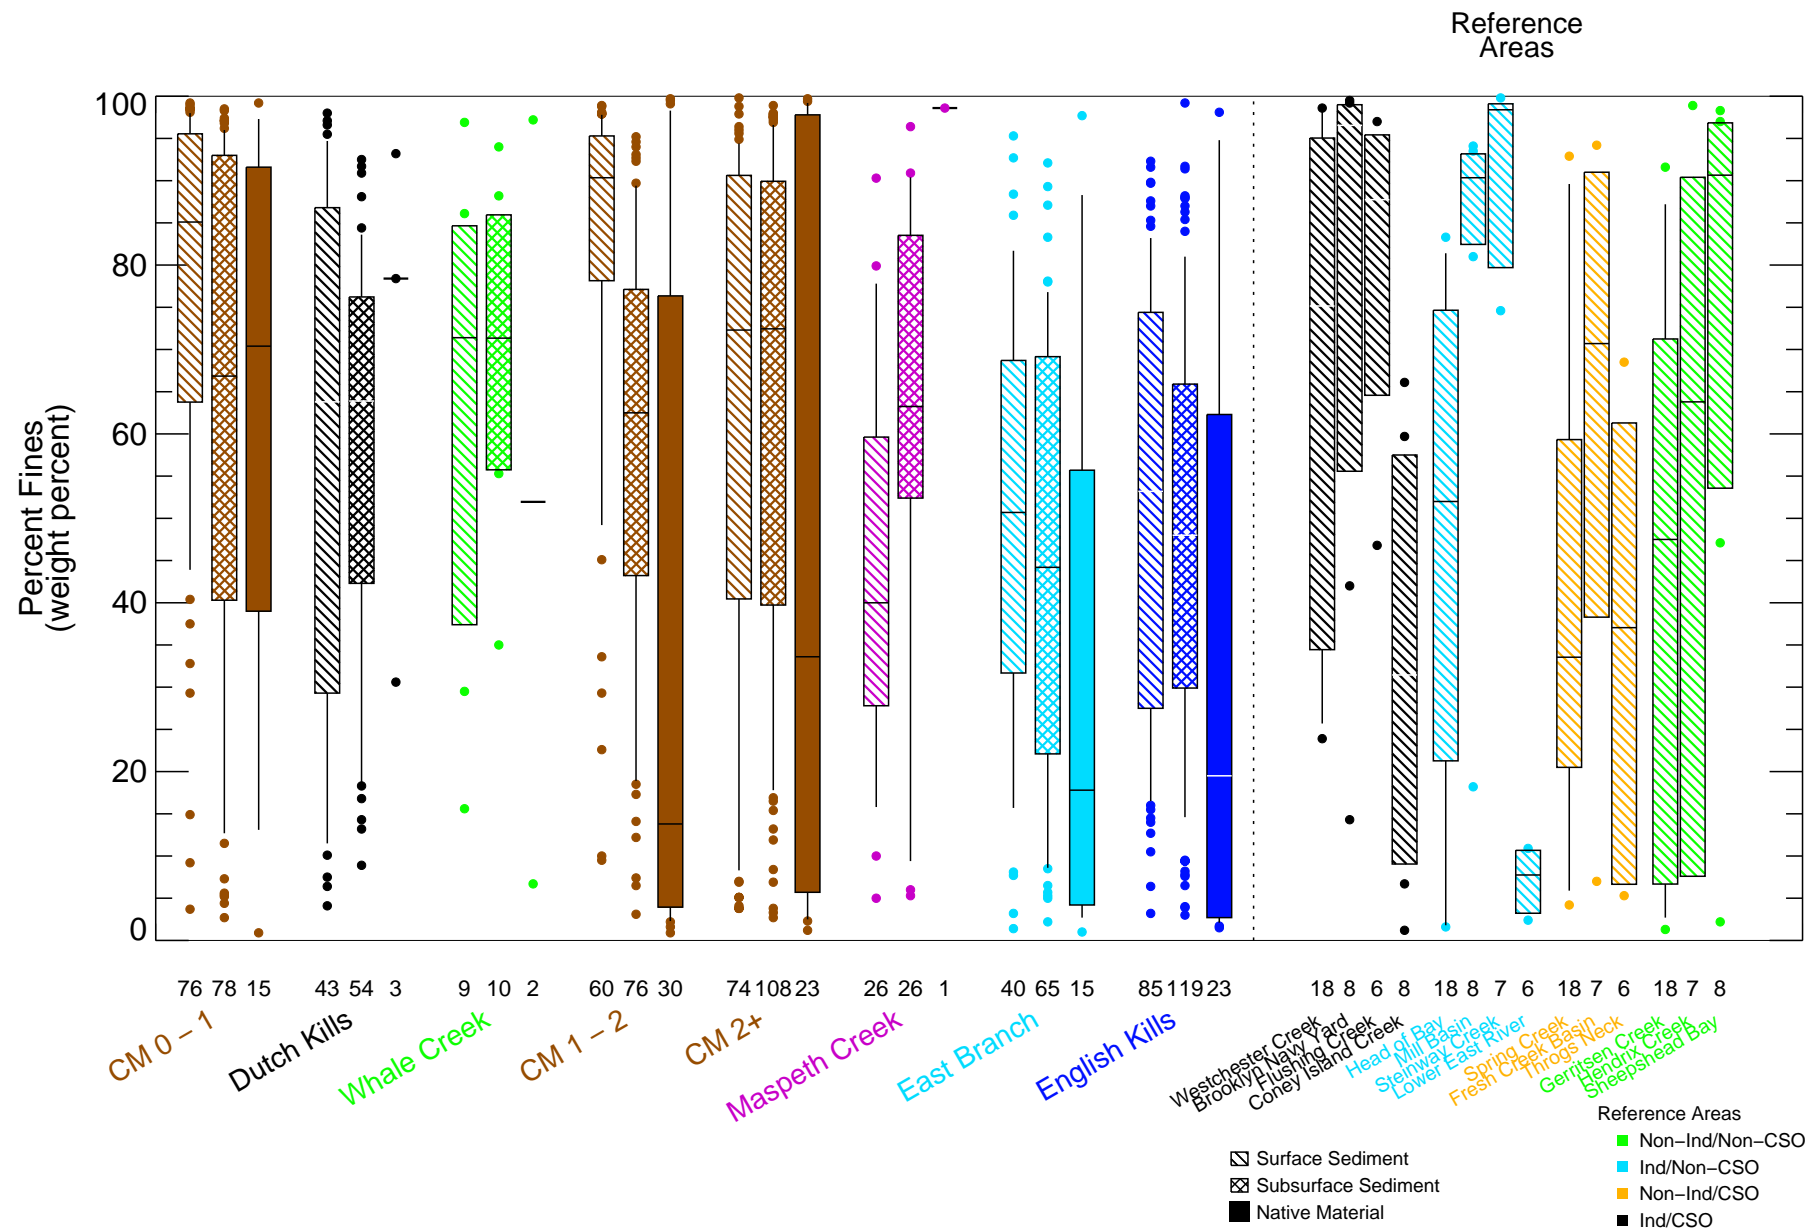 Reference
Areas
100
80
60
40
20
0
Percent Fines
(weight percent)
76 78 15 43 54 3 9 10 2 60 76 30 74 108 23 26 26 1 40 65 15 85 119 23 18 8 6 8 18 8 7 6 18 7 6 18 7 8
CM 0 – 1
Dutch Kills
Whale Creek
CM 1 – 2
CM 2+
Maspeth Creek
East Branch
English Kills
Westchester Creek
Brooklyn Navy Yard
Flushing Creek
Coney Island Creek
Head of Bay
Mill Basin
Steinway Creek
Lower East River
Spring Creek
Fresh Creek Basin
Throgs Neck
Gerritsen Creek
Hendrix Creek
Sheepshead Bay
Surface Sediment
Subsurface Sediment
Native Material
Reference Areas
Non–Ind/Non–CSO
Ind/Non–CSO
Non–Ind/CSO
Ind/CSO